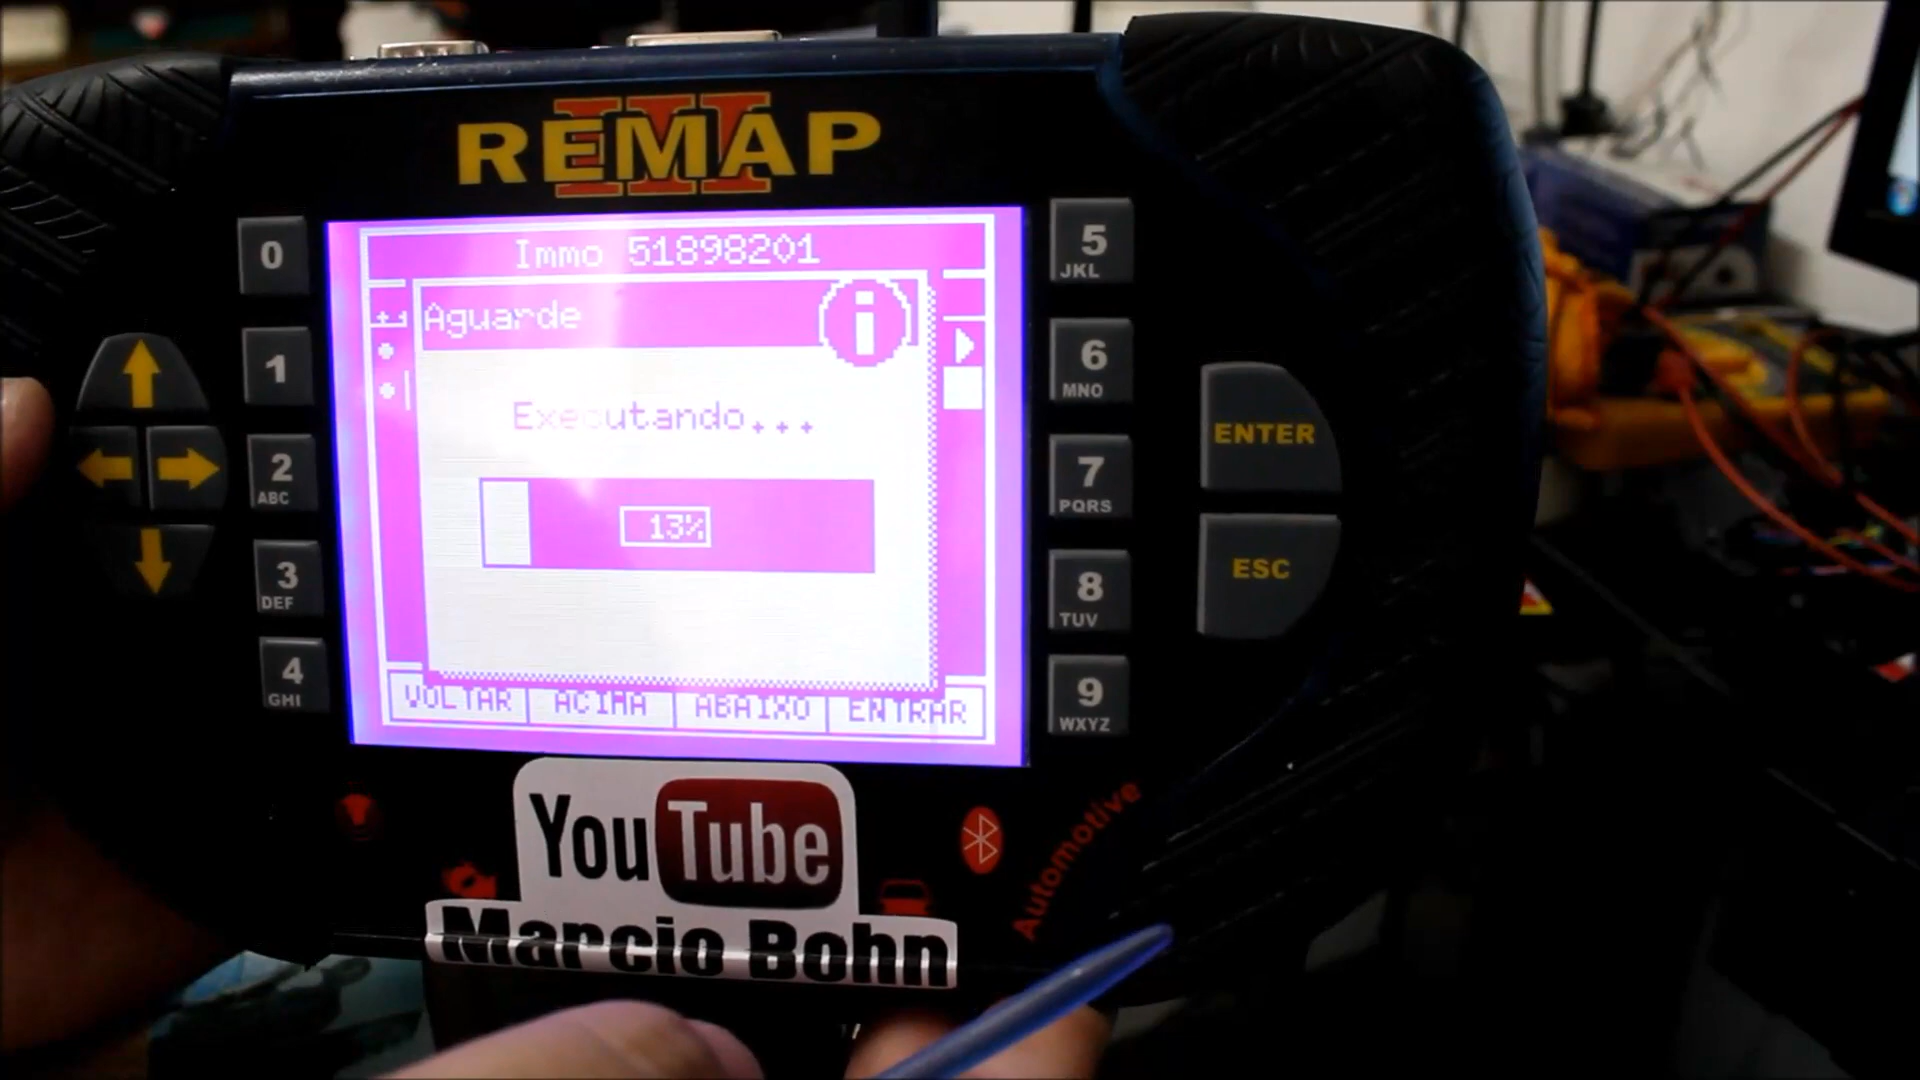 REMAP
III
Immo 51898201
Aguarde
i
Executando...
13%
VOLTAR ACIMA ABAIXO ENTRAR
0
1
2
ABC
3
DEF
4
GHI
5
JKL
6
MNO
7
PQRS
8
TUV
9
WXYZ
ENTER
ESC
YouTube
Marcio Bohn
Automotive